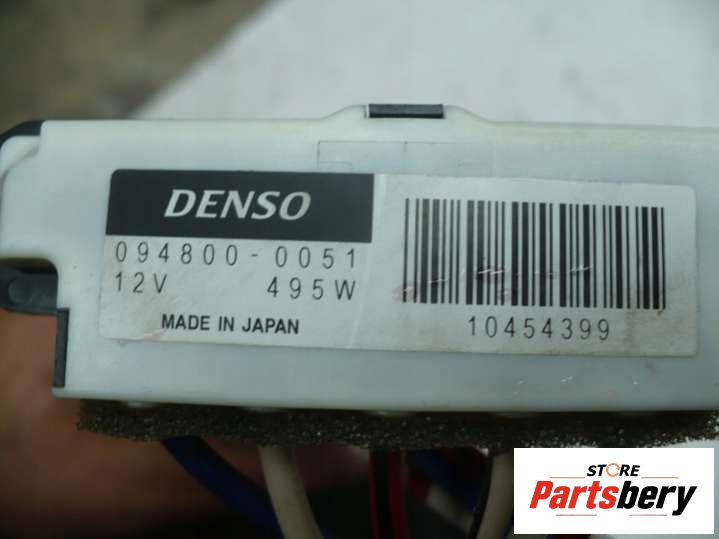 DENSO
094800-0051
12V 495W
MADE IN JAPAN
10454399
STORE
Partsbery